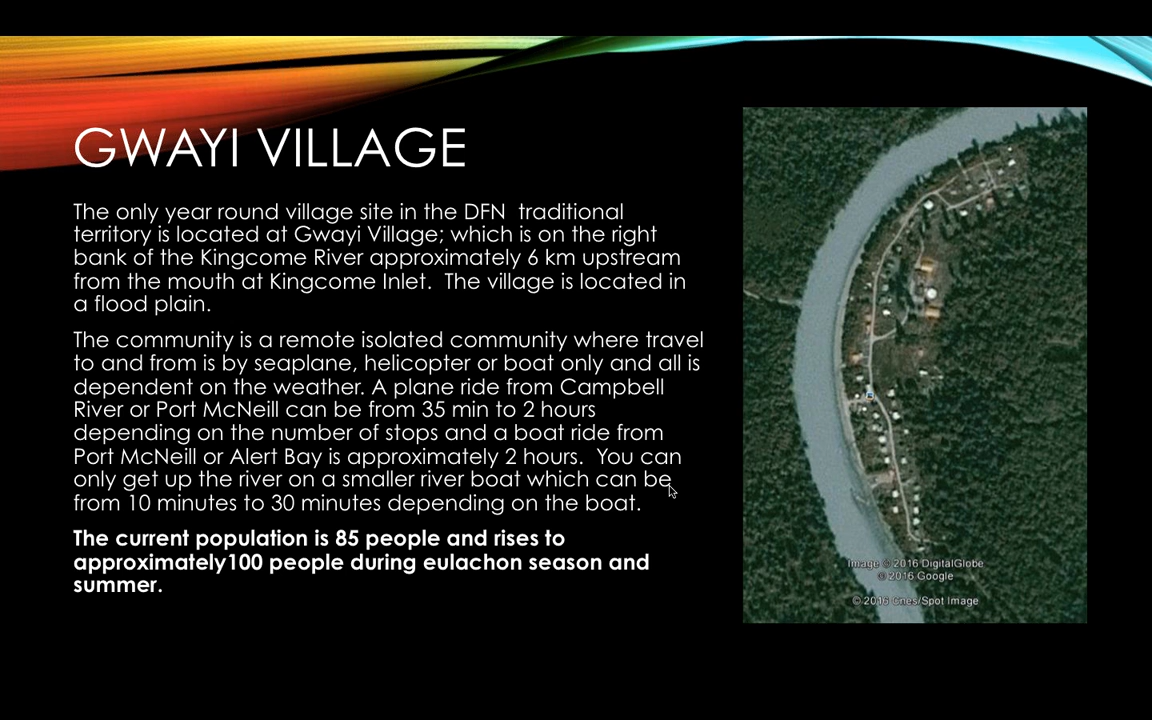 GWAYI VILLAGE
The only year round village site in the DFN traditional
territory is located at Gwayi Village; which is on the right
bank of the Kingcome River approximately 6 km upstream
from the mouth at Kingcome Inlet. The village is located in
a flood plain.
The community is a remote isolated community where travel
to and from is by seaplane, helicopter or boat only and all is
dependent on the weather. A plane ride from Campbell
River or Port McNeill can be from 35 min to 2 hours
depending on the number of stops and a boat ride from
Port McNeill or Alert Bay is approximately 2 hours. You can
only get up the river on a smaller river boat which can be
from 10 minutes to 30 minutes depending on the boat.
The current population is 85 people and rises to
approximately100 people during eulachon season and
summer.
Image © 2016 DigitalGlobe
© 2016 Google
© 2016 Cnes/Spot Image